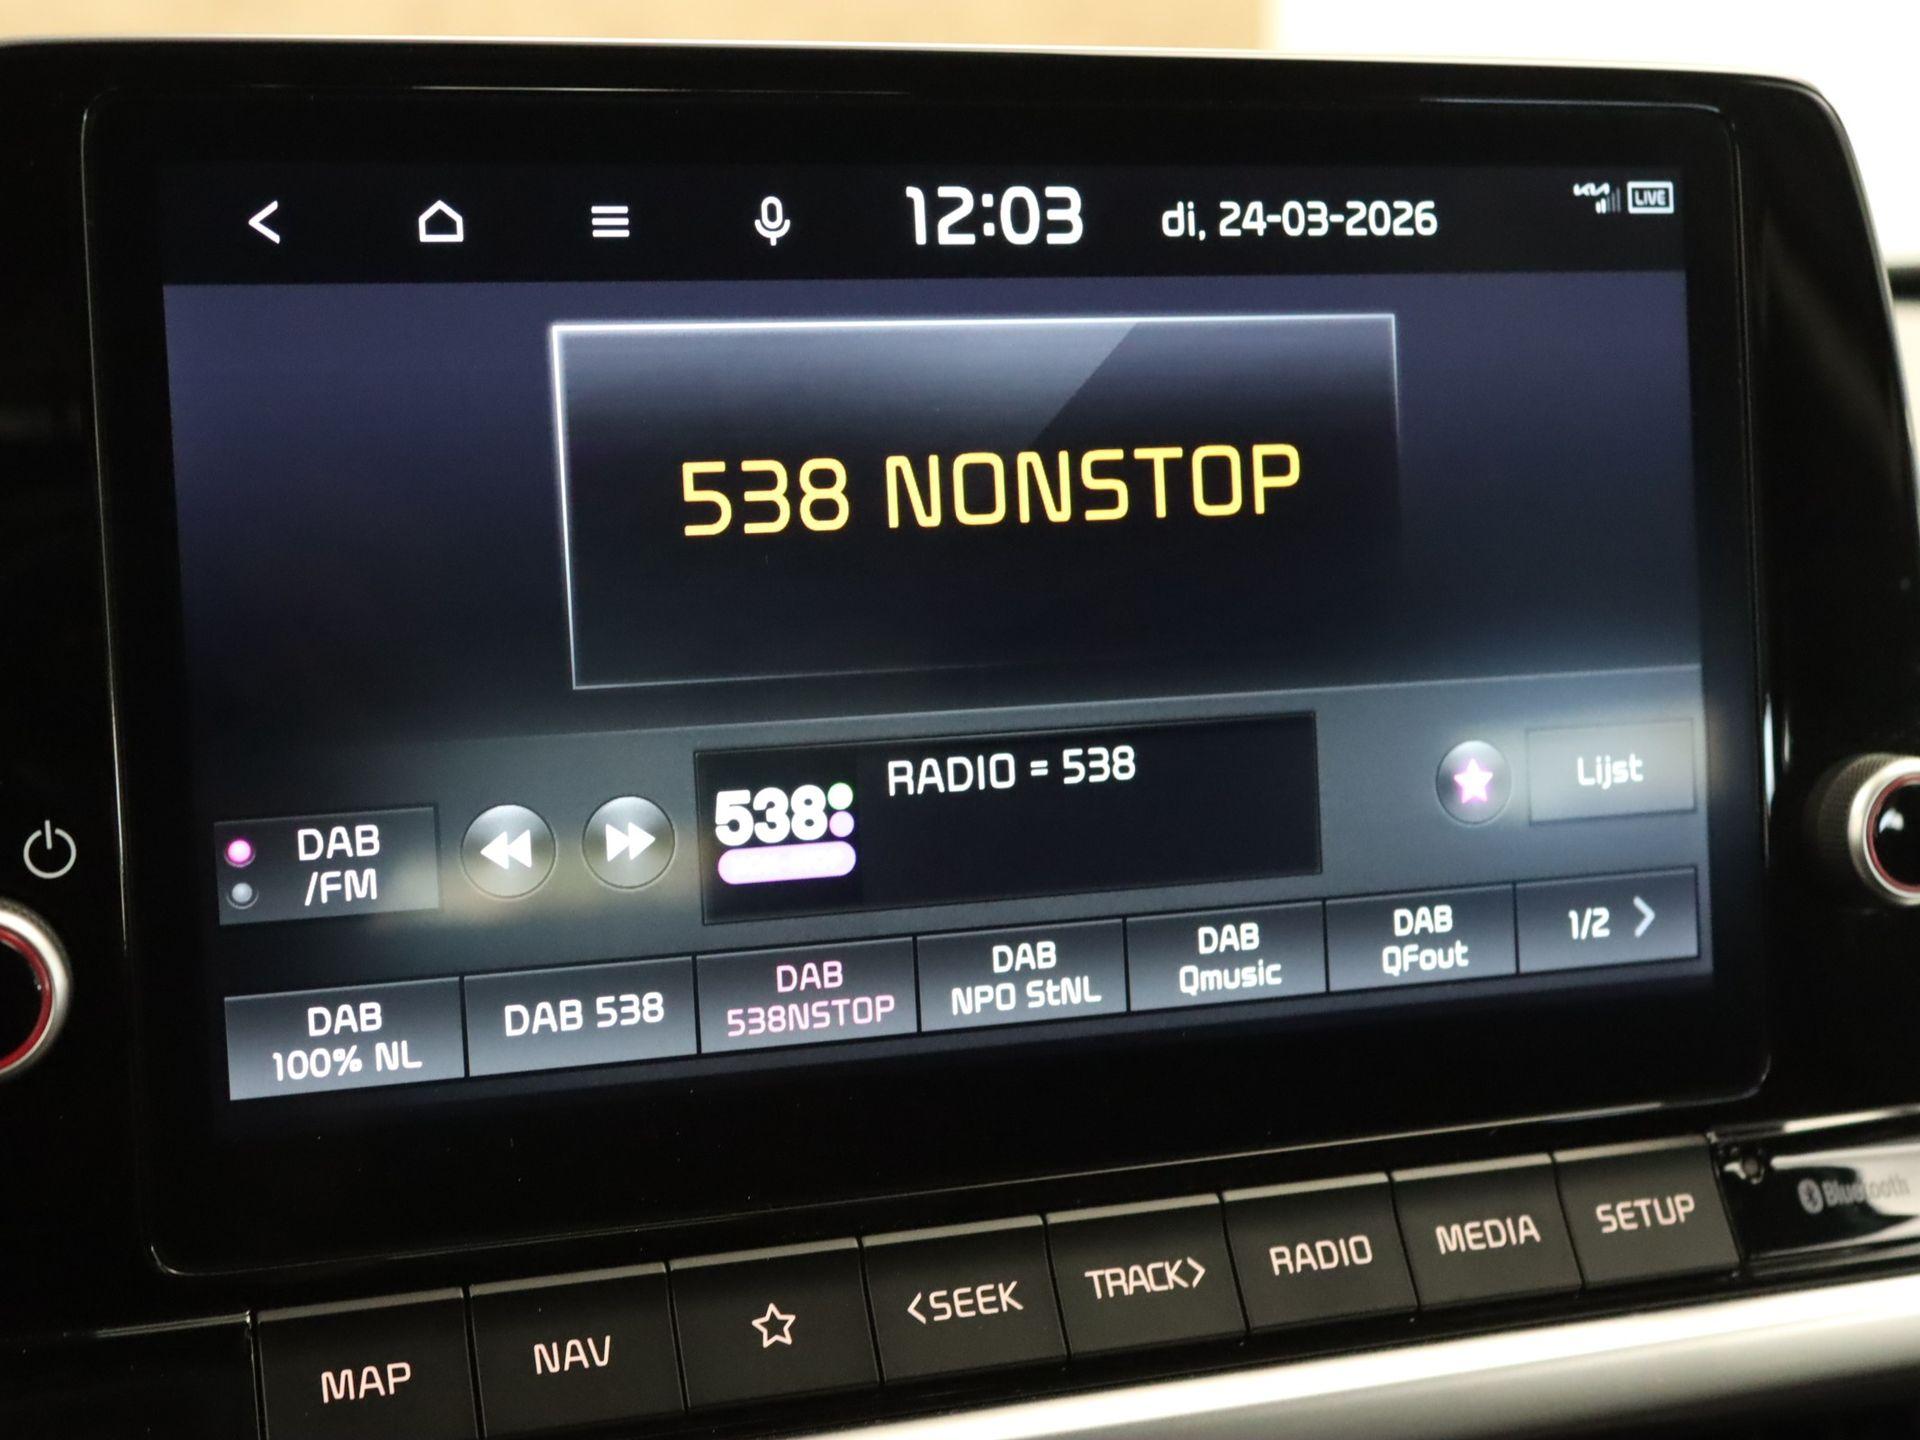 12:03
di, 24-03-2026
KIA
LIVE
538 NONSTOP
538
RADIO = 538
Lijst
DAB
/FM
DAB
100% NL
DAB 538
DAB
538NSTOP
DAB
NPO StNL
DAB
Qmusic
DAB
QFout
1/2 >
MAP
NAV
<SEEK
TRACK>
RADIO
MEDIA
SETUP
Bluetooth